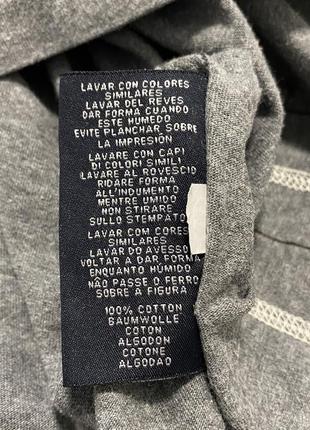 LAVAR CON COLORES
SIMILARES
LAVAR DEL REVES
DAR FORMA CUANDO
ESTE HUMEDO
EVITE PLANCHAR SOBRE
LA IMPRESIÓN
LAVARE CON CAPI
DI COLORI SIMILI
LAVARE AL ROVESCIO
RIDARE FORMA
ALL'INDUMENTO
MENTRE UMIDO
NON STIRARE
SULLO STEMPATO
LAVAR COM CORES
SIMILARES
LAVAR DO AVESSO
VOLTAR A DAR FORMA
ENQUANTO HÚMIDO
NÃO PASSE O FERRO
SOBRE A FIGURA
100% COTTON
BAUMWOLLE
COTON
ALGODON
COTONE
ALGODAO